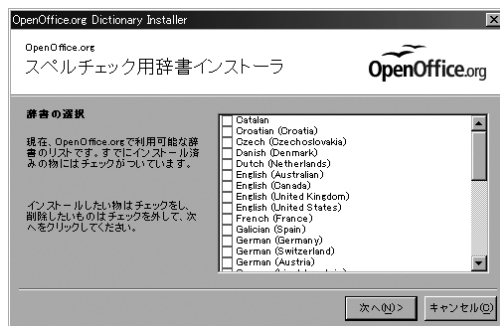 OpenOffice.org Dictionary Installer
OpenOffice.org
スペルチェック用辞書インストーラ
OpenOffice.org
辞書の選択
現在、OpenOffice.orgで利用可能な辞
書のリストです。すでにインストール済
みの物にはチェックがついています。
インストールしたい物はチェックをし、
削除したいものはチェックを外して、次
へをクリックしてください。
Catalan
Croatian (Croatia)
Czech (Czechoslovakia)
Danish (Denmark)
Dutch (Netherlands)
English (Australian)
English (Canada)
English (United Kingdom)
English (United States)
French (France)
Galician (Spain)
German (Germany)
German (Switzerland)
German (Austria)
次へ(N)>
キャンセル(C)